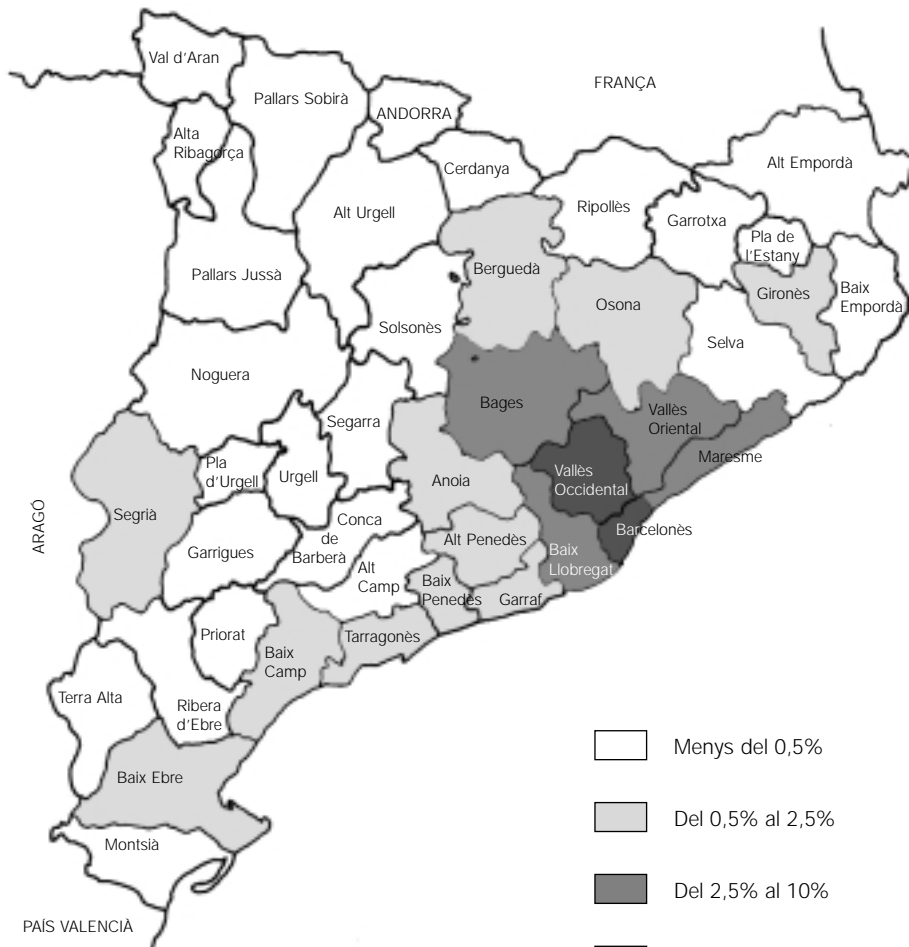 Val d'Aran
Pallars Sobirà
ANDORRA
FRANÇA
Alta
Ribagorça
Cerdanya
Alt Empordà
Alt Urgell
Ripollès
Garrotxa
Pla de
l'Estany
Pallars Jussà
Berguedà
Gironès
Baix
Empordà
Osona
Solsonès
Selva
Noguera
Bages
Vallès
Oriental
Segarra
Maresme
Pla
d'Urgell
Urgell
Anoia
Vallès
Occidental
ARAGÓ
Segrià
Garrigues
Conca
de
Barberà
Alt Penedès
Barcelonès
Baix
Llobregat
Alt
Camp
Baix
Penedès
Garraf
Priorat
Baix
Camp
Tarragonès
Terra Alta
Ribera
d'Ebre
Baix Ebre
Montsià
PAÍS VALENCIÀ
Menys del 0,5%
Del 0,5% al 2,5%
Del 2,5% al 10%